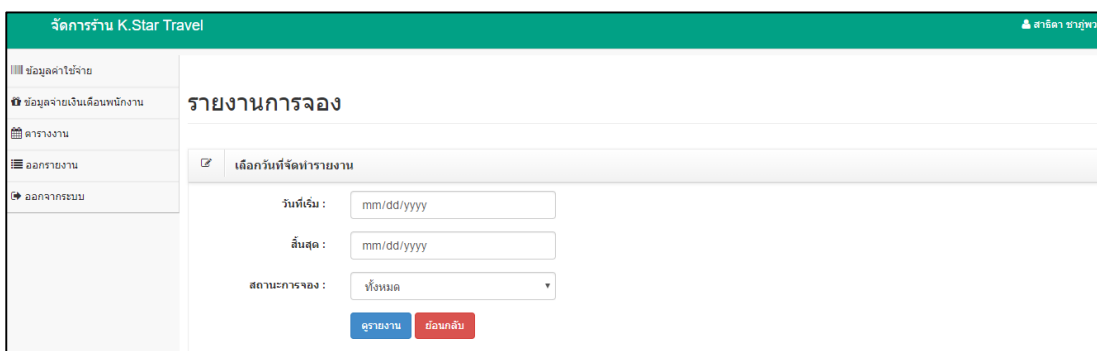 จัดการร้าน K.Star Travel
สาธิดา ชาภู่พว
ข้อมูลค่าใช้จ่าย
ข้อมูลจ่ายเงินเดือนพนักงาน
ตารางงาน
ออกรายงาน
ออกจากระบบ
รายงานการจอง
เลือกวันที่จัดทำรายงาน
วันที่เริ่ม :
mm/dd/yyyy
สิ้นสุด :
mm/dd/yyyy
สถานะการจอง :
ทั้งหมด
ดูรายงาน ย้อนกลับ